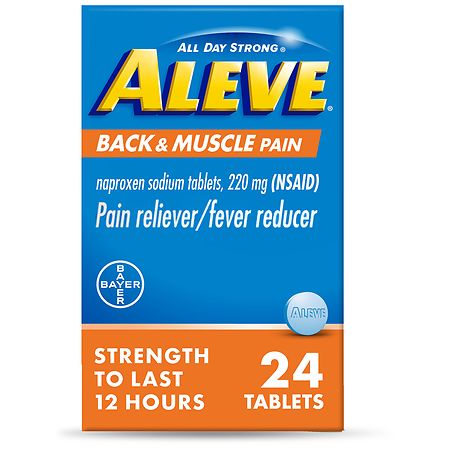 ALL DAY STRONG®
ALEVE®
BACK & MUSCLE PAIN
naproxen sodium tablets, 220 mg (NSAID)
Pain reliever/fever reducer
BAYER
BAYER
ALEVE
STRENGTH
TO LAST
12 HOURS
24
TABLETS